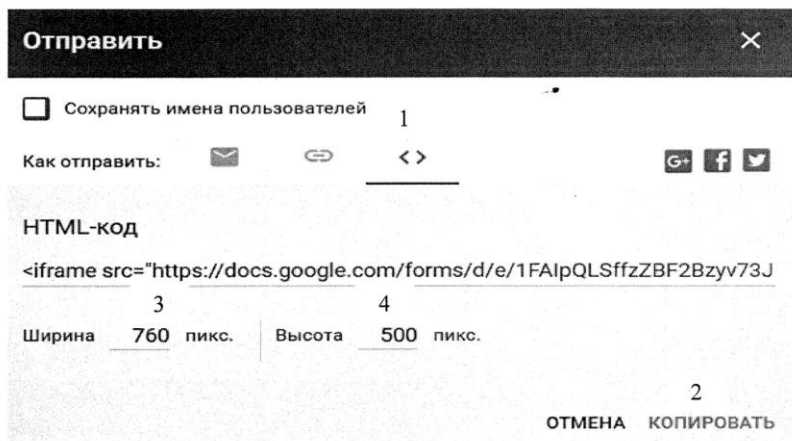 Отправить
Сохранять имена пользователей
1
Как отправить:
<>
G+
HTML-код
<iframe src="https://docs.google.com/forms/d/e/1FAIpQLSffzZBF2Bzyv73J
3 4
Ширина 760 пикс. Высота 500 пикс.
2
ОТМЕНА КОПИРОВАТЬ